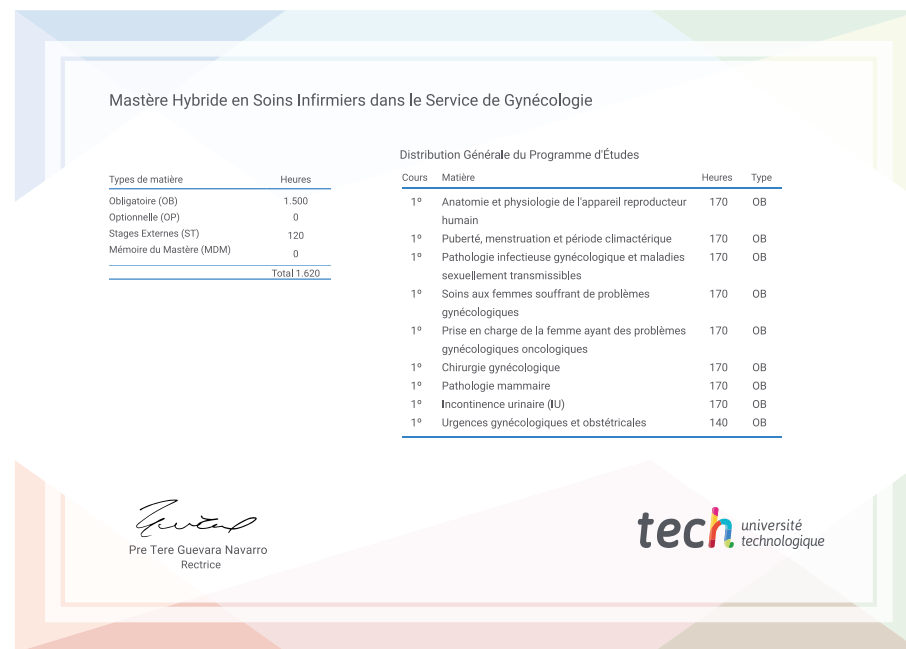 Mastère Hybride en Soins Infirmiers dans le Service de Gynécologie
Types de matière Heures
Obligatoire (OB) 1.500
Optionnelle (OP) 0
Stages Externes (ST) 120
Mémoire du Mastère (MDM) 0
Total 1.620
Distribution Générale du Programme d'Études
Cours Matière Heures Type
1º Anatomie et physiologie de l'appareil reproducteur 170 OB
humain
1º Puberté, menstruation et période climactérique 170 OB
1º Pathologie infectieuse gynécologique et maladies 170 OB
sexuellement transmissibles
1º Soins aux femmes souffrant de problèmes 170 OB
gynécologiques
1º Prise en charge de la femme ayant des problèmes 170 OB
gynécologiques oncologiques
1º Chirurgie gynécologique 170 OB
1º Pathologie mammaire 170 OB
1º Incontinence urinaire (IU) 170 OB
1º Urgences gynécologiques et obstétricales 140 OB
Pre Tere Guevara Navarro
Rectrice
tech université
technologique